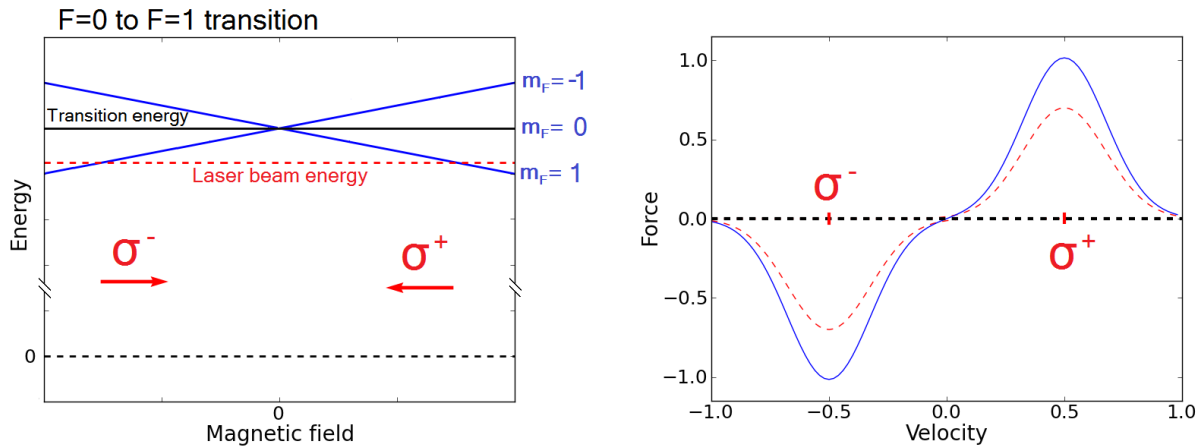 F=0 to F=1 transition
Transition energy
Laser beam energy
m_F = -1
m_F = 0
m_F = 1
σ⁻
σ⁺
Energy
0
0
Magnetic field
1.0
0.5
0.0
−0.5
−1.0
Force
σ⁻
σ⁺
−1.0
−0.5
0.0
0.5
1.0
Velocity